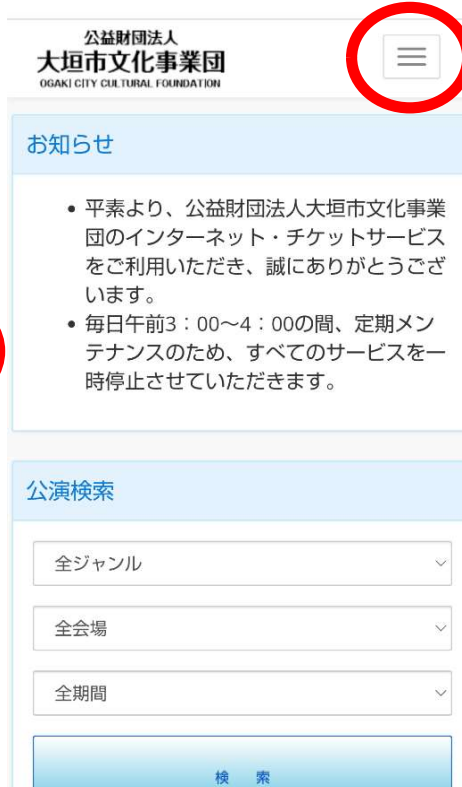 公益財団法人
大垣市文化事業団
OGAKI CITY CULTURAL FOUNDATION
お知らせ
• 平素より、公益財団法人大垣市文化事業
団のインターネット・チケットサービス
をご利用いただき、誠にありがとうござ
います。
• 毎日午前3：00～4：00の間、定期メン
テナンスのため、すべてのサービスを一
時停止させていただきます。
公演検索
全ジャンル
全会場
全期間
検 索